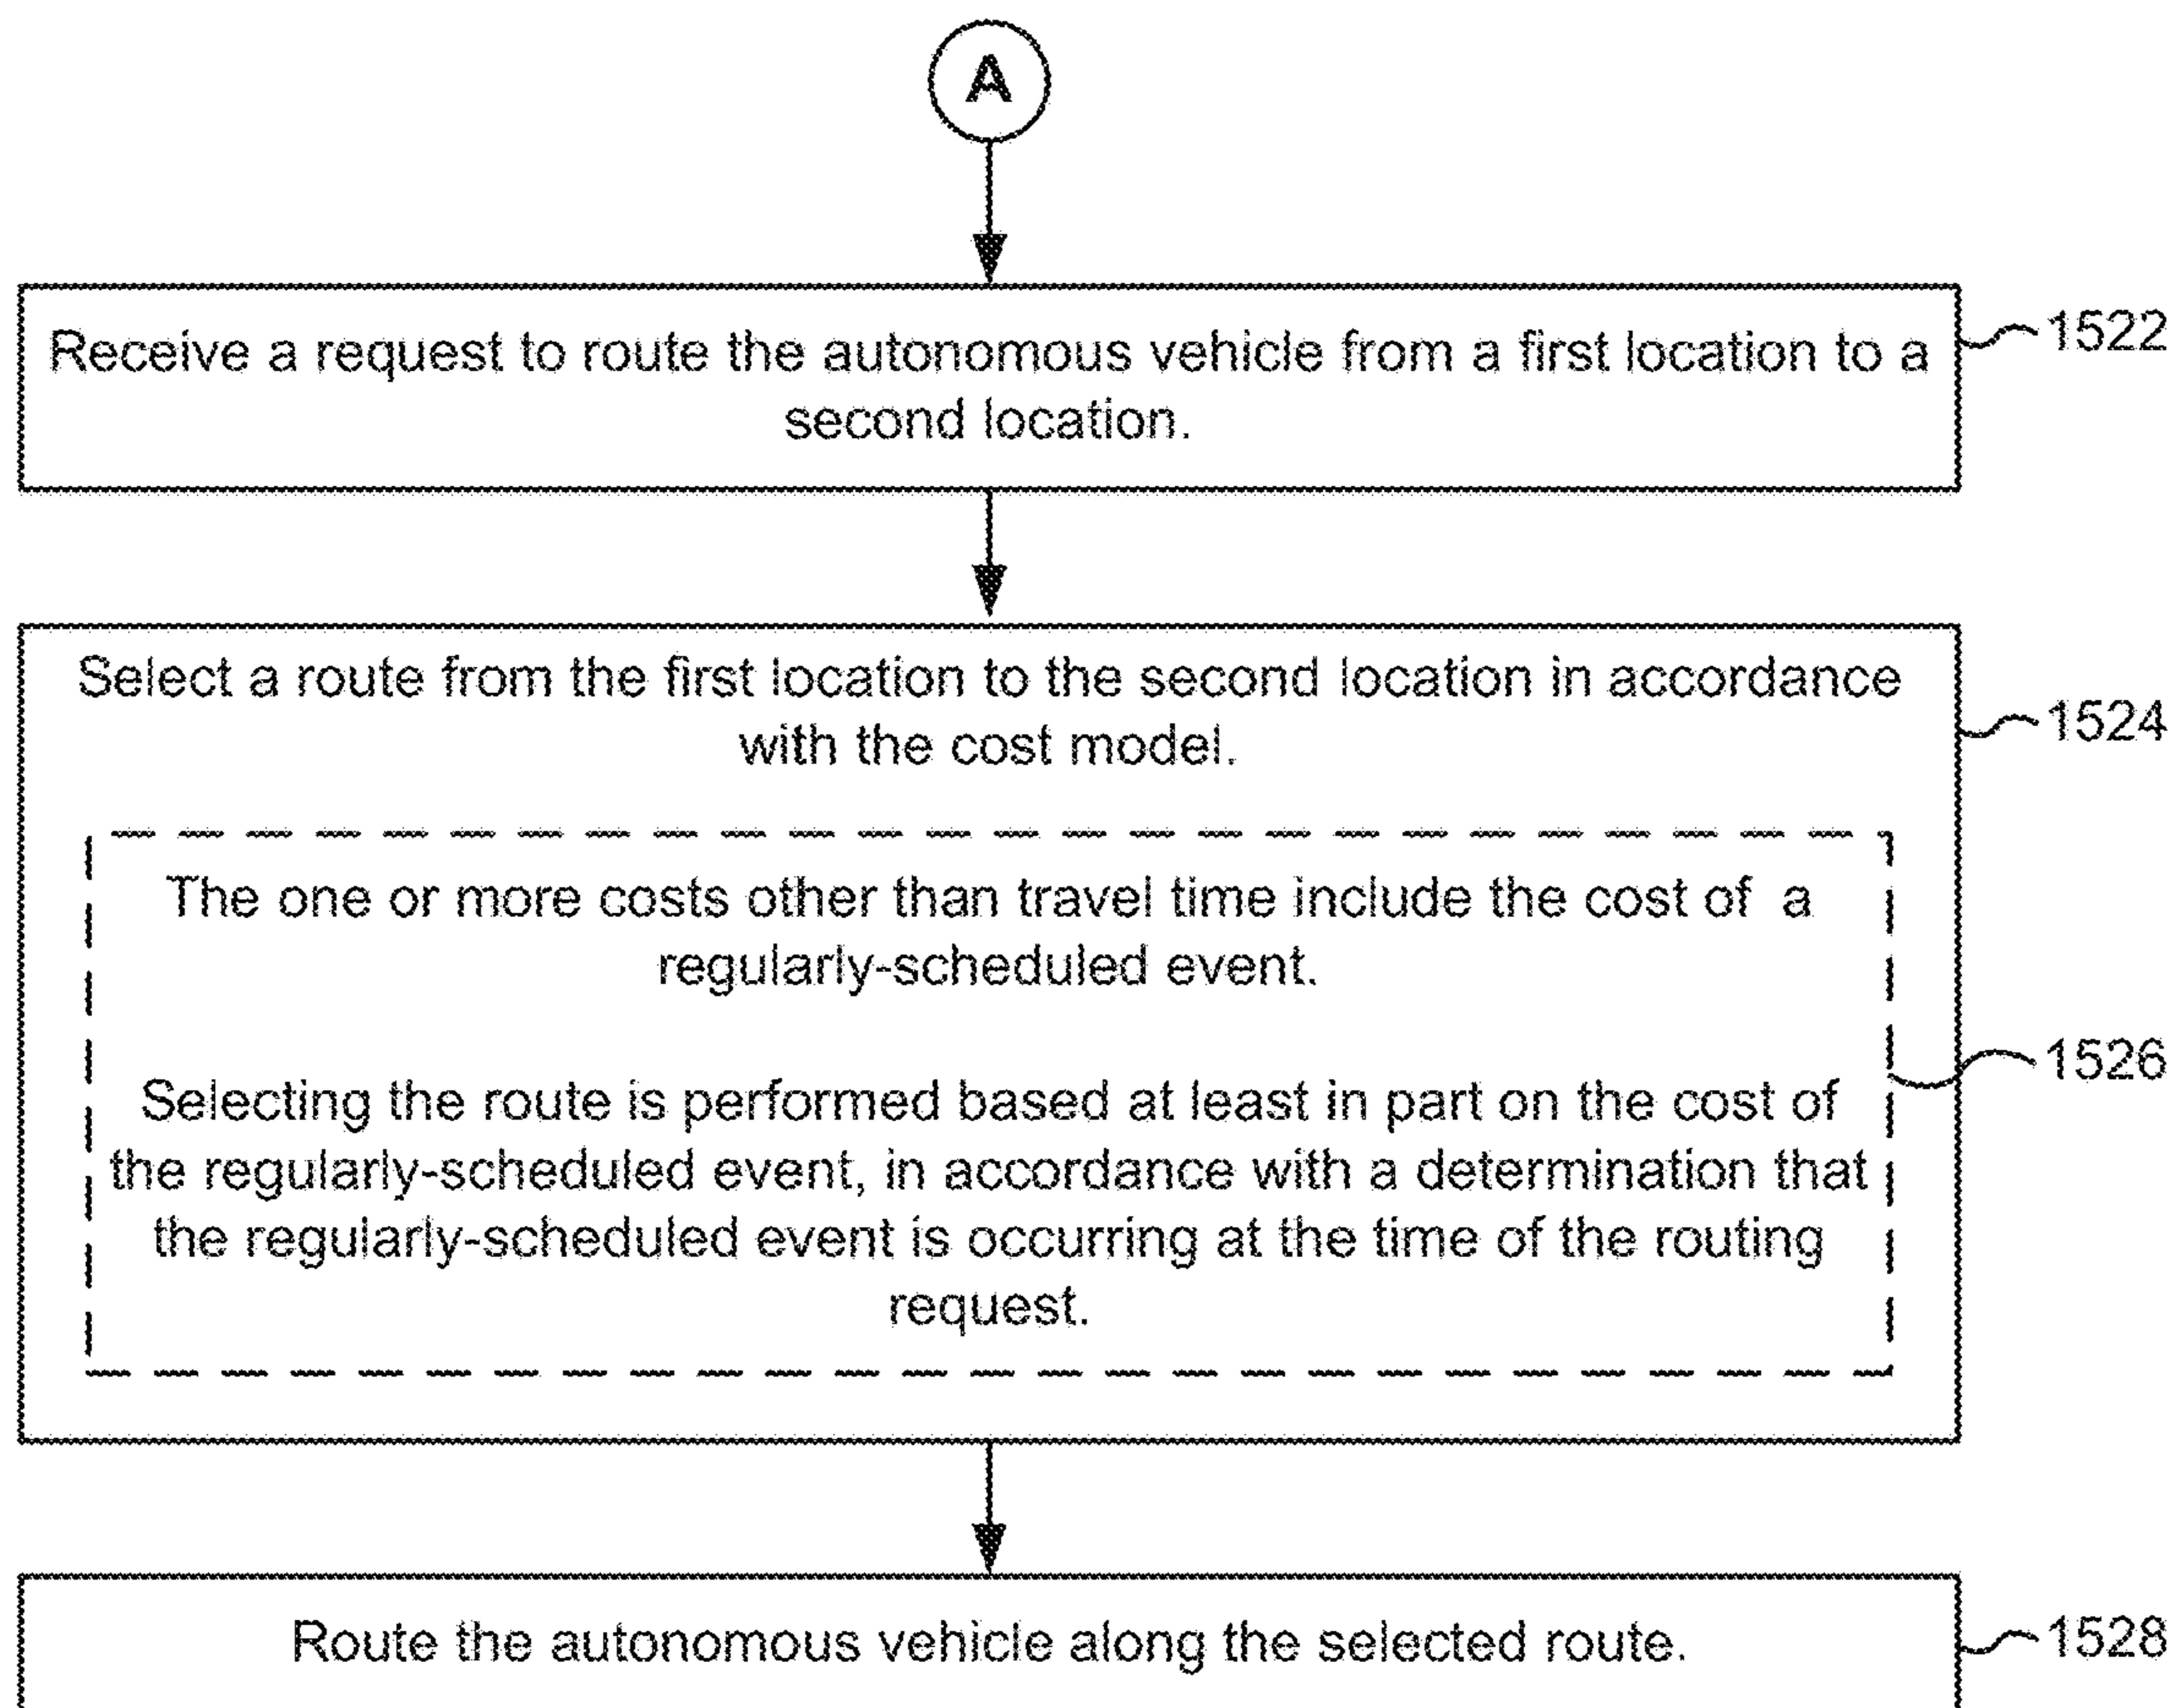 A
Receive a request to route the autonomous vehicle from a first location to a
second location.
1522
Select a route from the first location to the second location in accordance
with the cost model.
1524
The one or more costs other than travel time include the cost of a
regularly-scheduled event.
Selecting the route is performed based at least in part on the cost of
the regularly-scheduled event, in accordance with a determination that
the regularly-scheduled event is occurring at the time of the routing
request.
1526
Route the autonomous vehicle along the selected route.
1528